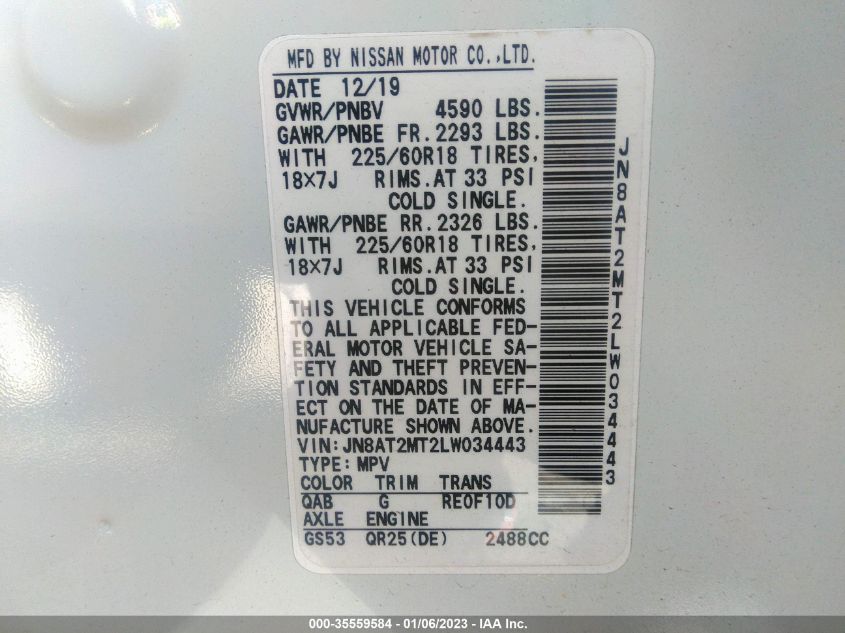 MFD BY NISSAN MOTOR CO.,LTD.
DATE 12/19
GVWR/PNBV 4590 LBS.
GAWR/PNBE FR.2293 LBS.
WITH 225/60R18 TIRES,
18×7J RIMS.AT 33 PSI
COLD SINGLE.
GAWR/PNBE RR.2326 LBS.
WITH 225/60R18 TIRES,
18×7J RIMS.AT 33 PSI
COLD SINGLE.
THIS VEHICLE CONFORMS
TO ALL APPLICABLE FED-
ERAL MOTOR VEHICLE SA-
FETY AND THEFT PREVEN-
TION STANDARDS IN EFF-
ECT ON THE DATE OF MA-
NUFACTURE SHOWN ABOVE.
VIN:JN8AT2MT2LW034443
TYPE:MPV
COLOR TRIM TRANS
QAB G RE0F10D
AXLE ENGINE
GS53 QR25(DE) 2488CC
JN8AT2MT2LW034443
000-35559584 - 01/06/2023 - IAA Inc.